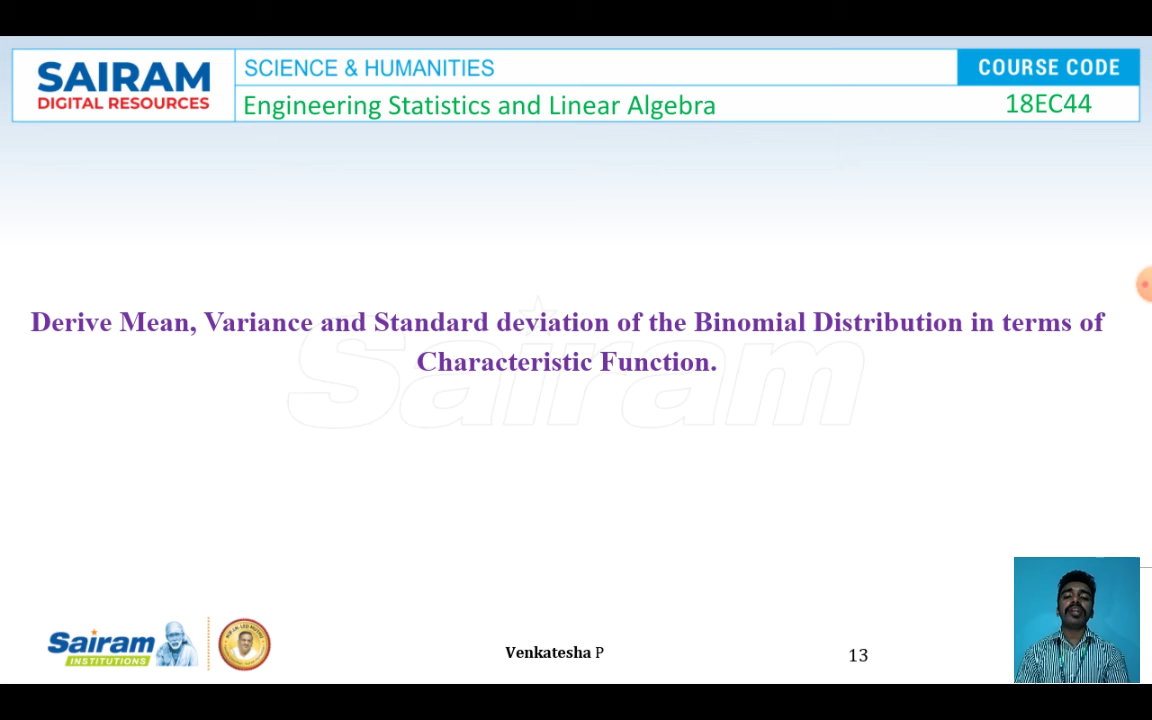 SAIRAM
DIGITAL RESOURCES
SCIENCE & HUMANITIES
COURSE CODE
Engineering Statistics and Linear Algebra
18EC44
Derive Mean, Variance and Standard deviation of the Binomial Distribution in terms of
Characteristic Function.
Sairam
Sairam
INSTITUTIONS
Venkatesha P
13